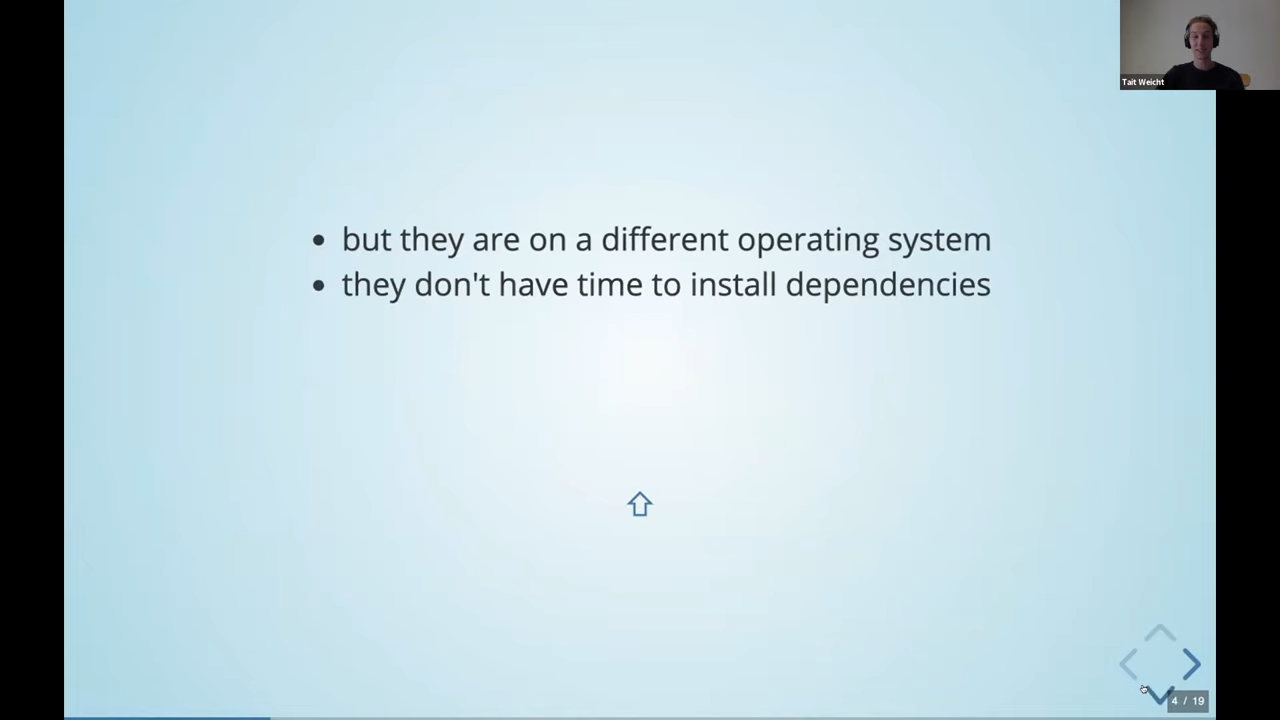 Tait Weicht
but they are on a different operating system
they don't have time to install dependencies
4 / 19